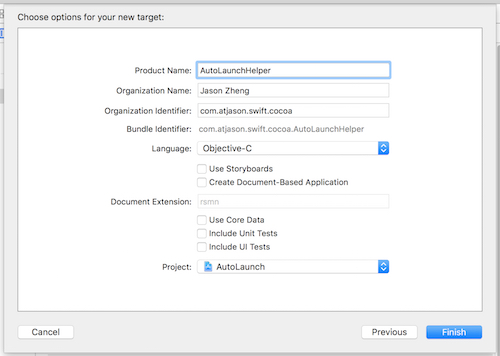 Choose options for your new target:
Product Name: AutoLaunchHelper
Organization Name: Jason Zheng
Organization Identifier: com.atjason.swift.cocoa
Bundle Identifier: com.atjason.swift.cocoa.AutoLaunchHelper
Language: Objective-C
Use Storyboards
Create Document-Based Application
Document Extension: rsmn
Use Core Data
Include Unit Tests
Include UI Tests
Project: AutoLaunch
Cancel Previous Finish